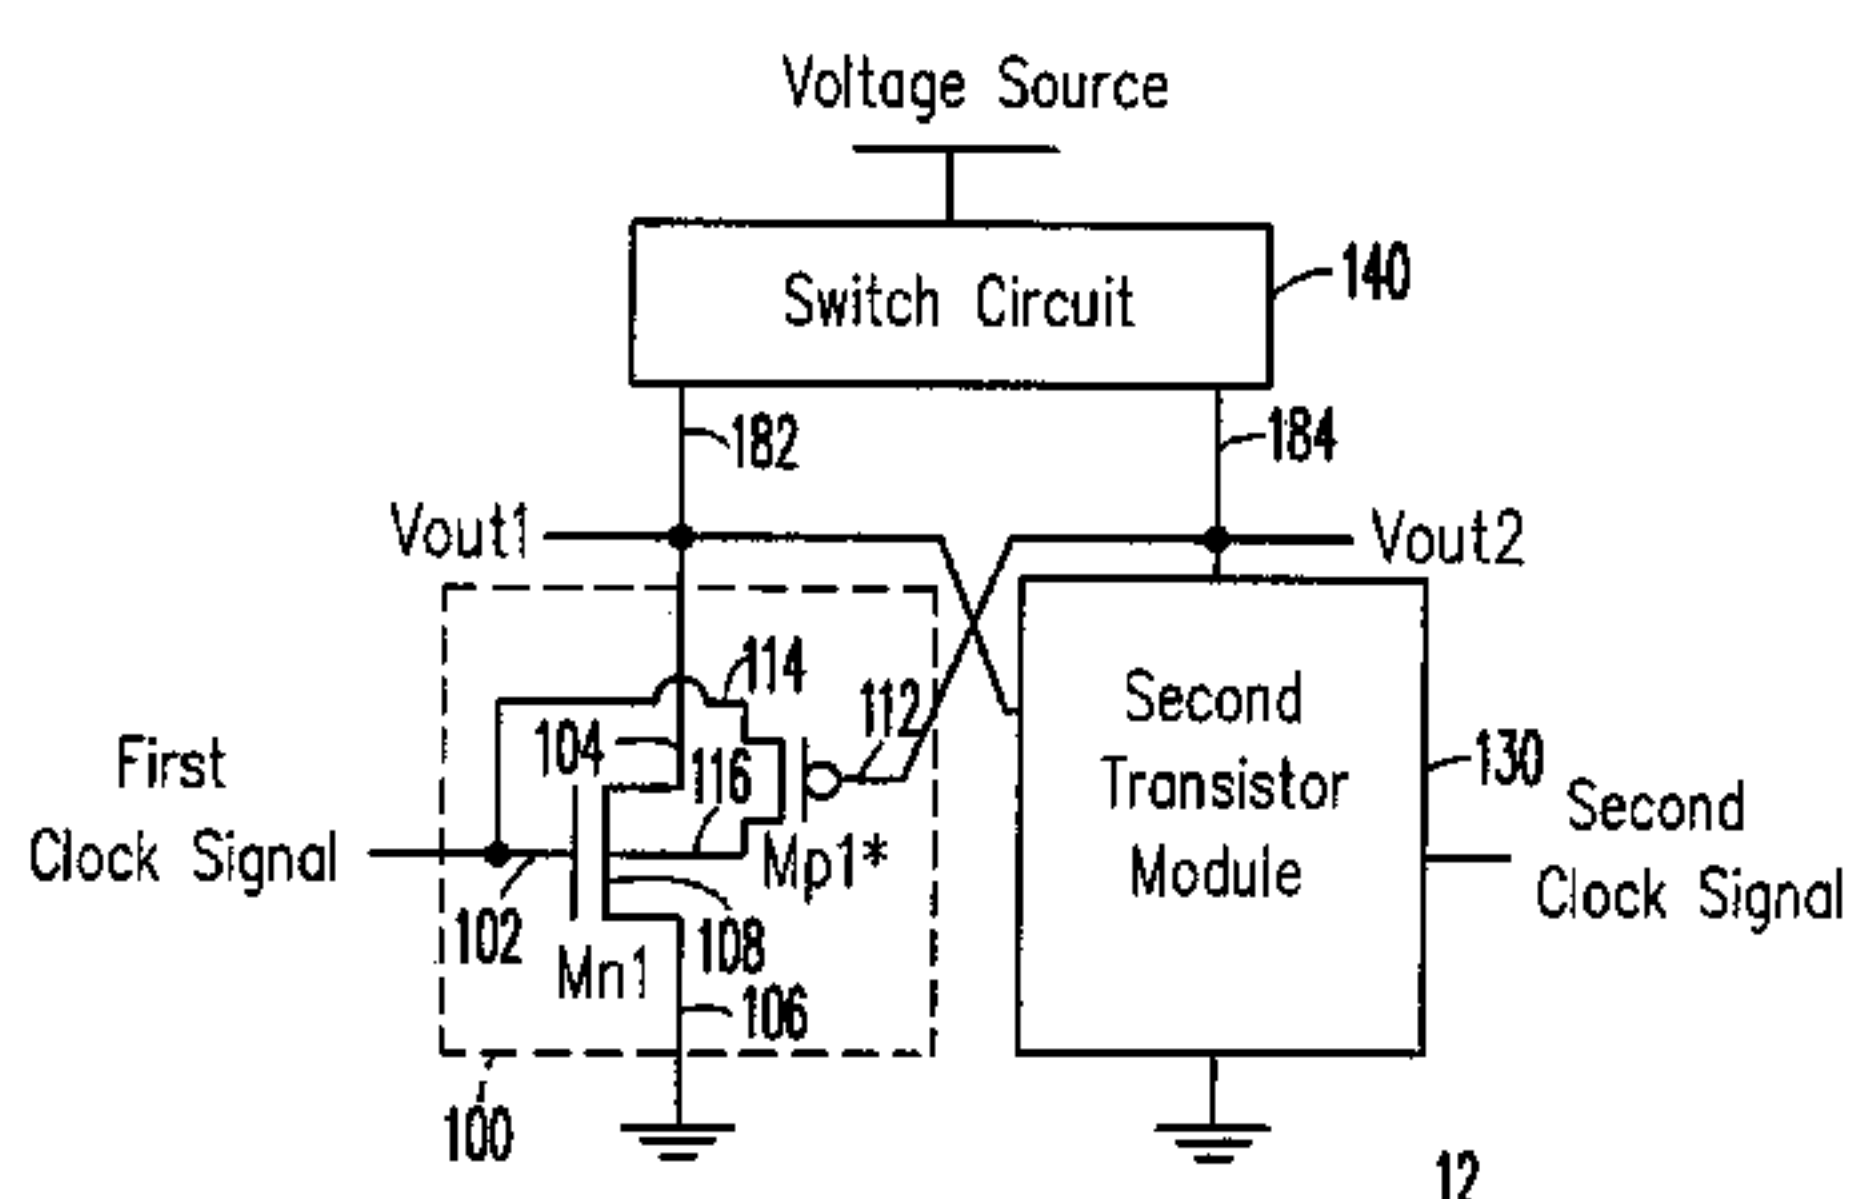 Voltage Source
Switch Circuit
140
182
184
Vout1
Vout2
114
112
104
116
First
Clock Signal
Second
Transistor
Module
130
Second
Clock Signal
Mp1*
102
108
Mn1
106
100
12